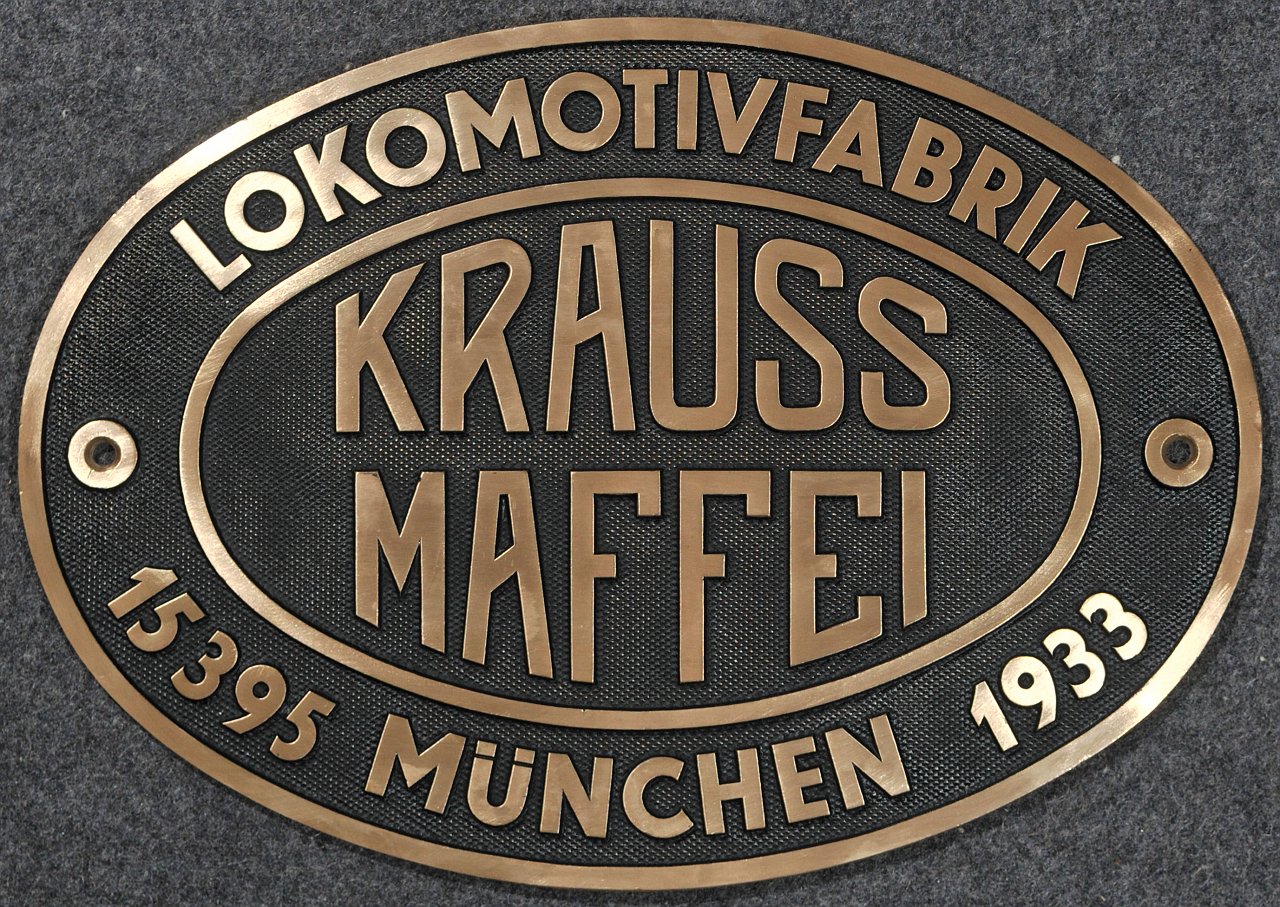 LOKOMOTIVFABRIK
KRAUSS
MAFFEI
15395 MÜNCHEN 1933